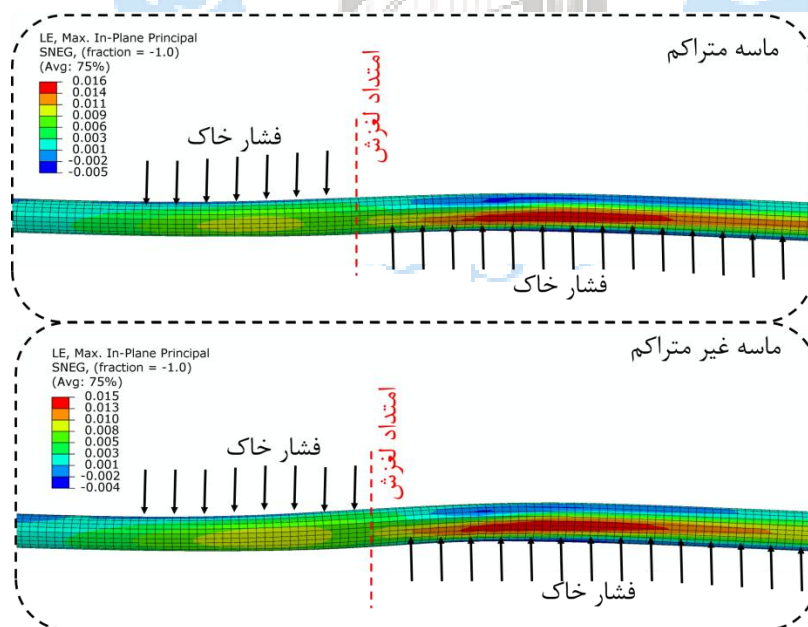 LE, Max. In-Plane Principal
SNEG, (fraction = -1.0)
(Avg: 75%)
0.016
0.014
0.011
0.009
0.006
0.003
0.001
-0.002
-0.005
ماسه متراکم
فشار خاک
امتداد لغزش
فشار خاک
LE, Max. In-Plane Principal
SNEG, (fraction = -1.0)
(Avg: 75%)
0.015
0.013
0.010
0.008
0.005
0.003
0.001
-0.002
-0.004
ماسه غیر متراکم
فشار خاک
امتداد لغزش
فشار خاک